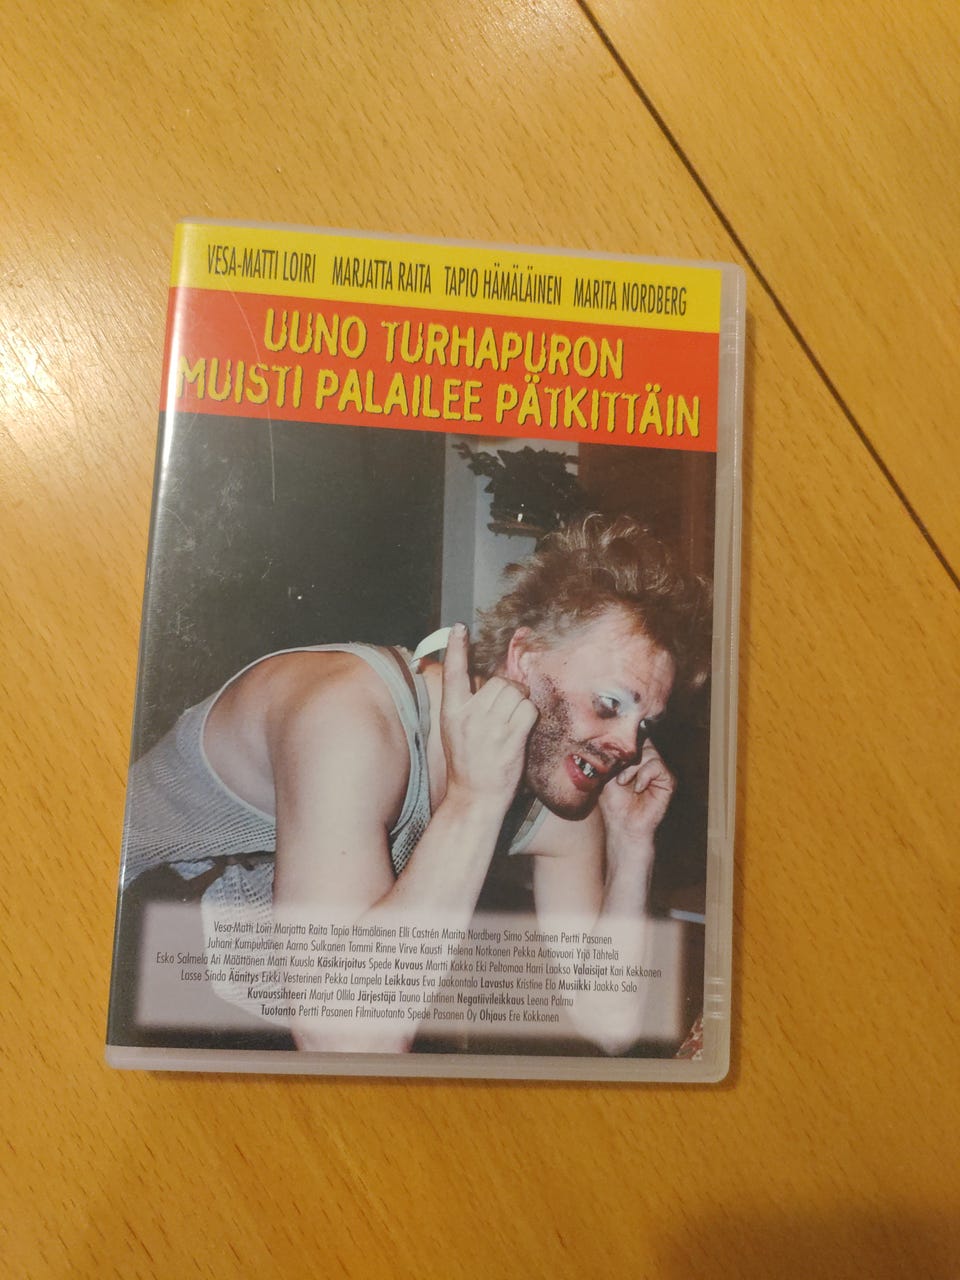 VESA-MATTI LOIRI MARJATTA RAITA TAPIO HÄMÄLÄINEN MARITA NORDBERG
UUNO TURHAPURON
MUISTI PALAILEE PÄTKITTÄIN
Vesa-Matti Loiri Marjatta Raita Tapio Hämäläinen Elli Castrén Marita Nordberg Simo Salminen Pertti Pasanen
Juhani Kumpulainen Aarno Sulkanen Tommi Rinne Virve Kausti Helena Notkonen Pekka Autiovuori Yrjö Tähtelä
Esko Salmela Ari Määttänen Matti Kuusla Käsikirjoitus Spede Kuvaus Martti Kakko Eki Peltomaa Harri Laakso Valaisijat Kari Kekkonen
Lasse Sinda Äänitys Eikki Vesterinen Pekka Lampela Leikkaus Eva Jaakontalo Lavastus Kristine Elo Musiikki Jaakko Salo
Kuvaussihteeri Marjut Ollila Järjestäjä Tauno Lahtinen Negatiivileikkaus Leena Palmu
Tuotanto Pertti Pasanen Filmituotanto Spede Pasanen Oy Ohjaus Ere Kokkonen